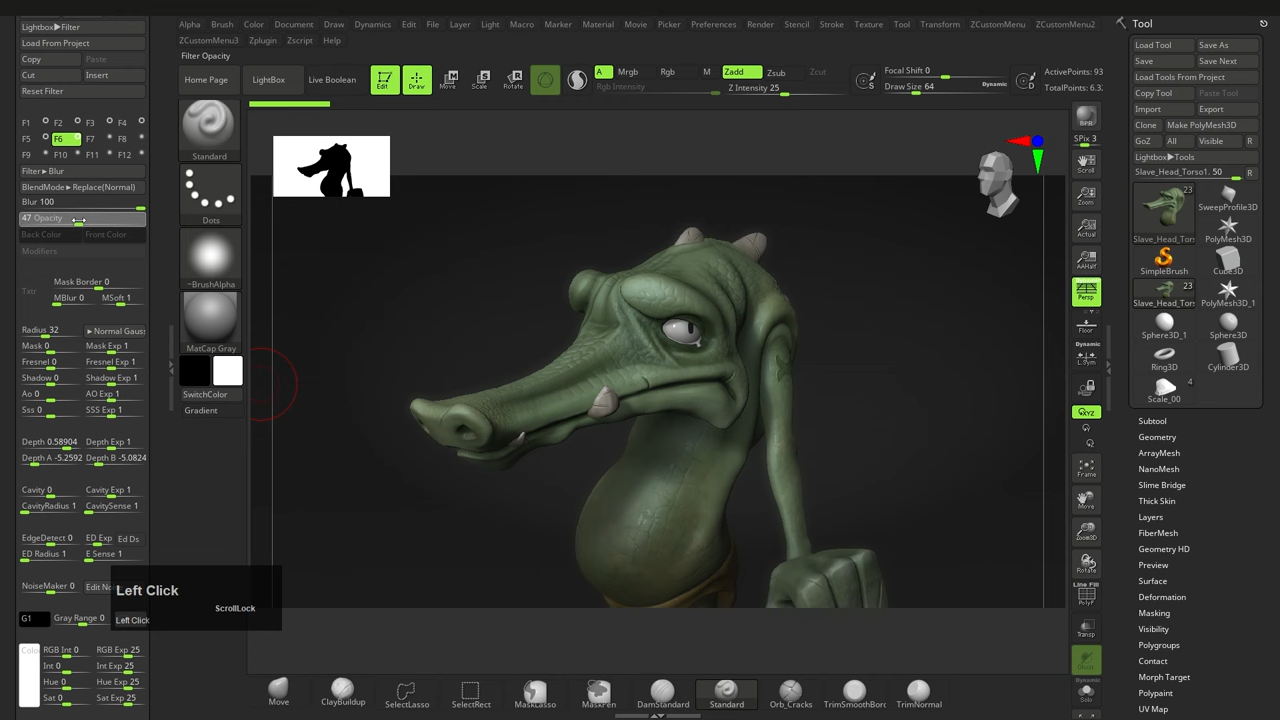 Alpha Brush Color Document Draw Dynamics Edit File Layer Light Macro Marker Material Movie Picker Preferences Render Stencil Stroke Texture Tool Transform ZCustomMenu ZCustomMenu2
ZCustomMenu3 Zplugin Zscript Help
Filter Opacity
Home Page LightBox Live Boolean Edit Draw Move Scale Rotate A Mrgb Rgb M Zadd Zsub Zcut Focal Shift 0 ActivePoints: 93
Rgb Intensity Z Intensity 25 S Draw Size 64 Dynamic D TotalPoints: 6.32
Lightbox▶Filter
Load From Project
Copy Paste
Cut Insert
Reset Filter
F1 F2 F3 F4
F5 F6 F7 F8
F9 F10 F11 F12
Filter▶Blur
BlendMode▶Replace(Normal)
Blur 100
47 Opacity
Back Color Front Color
Modifiers
Txtr Mask Border 0
MBlur 0 MSoft 1
Radius 32 ▶Normal Gaus
Mask 0 Mask Exp 1
Fresnel 0 Fresnel Exp 1
Shadow 0 Shadow Exp 1
Ao 0 AO Exp 1
Sss 0 SSS Exp 1
Depth 0.58904 Depth Exp 1
Depth A -5.2592 Depth B -5.0824
Cavity 0 Cavity Exp 1
CavityRadius 1 CavitySense 1
EdgeDetect 0 ED Exp Ed Ds
ED Radius 1 E Sense 1
NoiseMaker 0 Edit No
G1 Gray Range 0
Colo RGB Int 0 RGB Exp 25
Int 0 Int Exp 25
Hue 0 Hue Exp 25
Sat 0 Sat Exp 25
Left Click
ScrollLock
Left Click
Standard
Dots
~BrushAlpha
MatCap Gray
SwitchColor
Gradient
Move ClayBuildup SelectLasso SelectRect MaskLasso MaskPen DamStandard Standard Orb_Cracks TrimSmoothBorc TrimNormal
BPR
SPix 3
Scroll
Zoom
Actual
AAHalf
Persp
Floor
Dynamic
L.Sym
XYZ
Frame
Move
Zoom3D
Rotate
Line Fill
PolyF
Transp
Ghost
Dynamic
Solo
Tool
Load Tool Save As
Save Save Next
Load Tools From Project
Copy Tool Paste Tool
Import Export
Clone Make PolyMesh3D
GoZ All Visible R
Lightbox▶Tools
Slave_Head_Torso1. 50 R
23
Slave_Head_Tors SweepProfile3D
PolyMesh3D
SimpleBrush Cube3D
23
Slave_Head_Tors PolyMesh3D_1
Sphere3D_1 Sphere3D
Ring3D Cylinder3D
4
Scale_00
Subtool
Geometry
ArrayMesh
NanoMesh
Slime Bridge
Thick Skin
Layers
FiberMesh
Geometry HD
Preview
Surface
Deformation
Masking
Visibility
Polygroups
Contact
Morph Target
Polypaint
UV Map